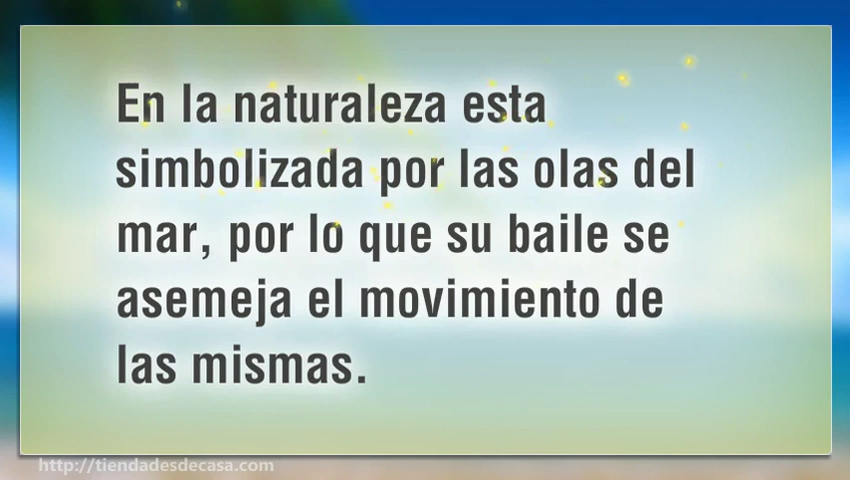 En la naturaleza esta
simbolizada por las olas del
mar, por lo que su baile se
asemeja el movimiento de
las mismas.
http://tiendadesdecasa.com